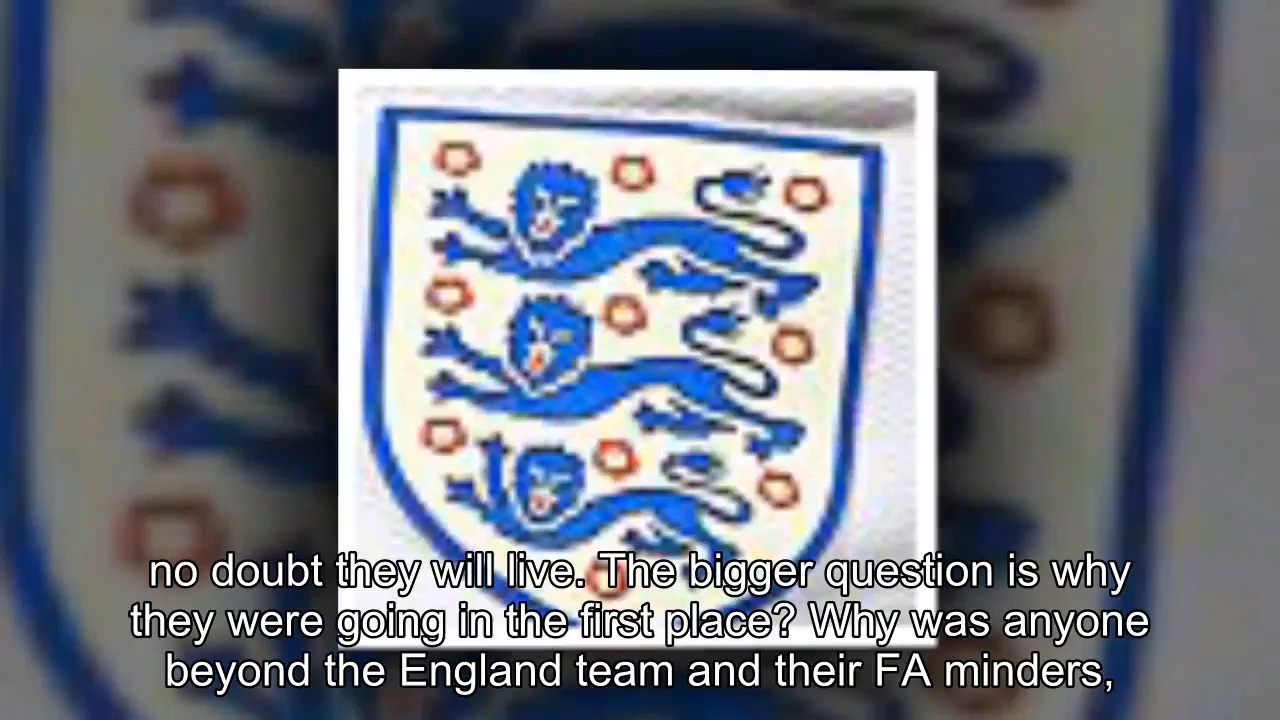 no doubt they will live. The bigger question is why
they were going in the first place? Why was anyone
beyond the England team and their FA minders,